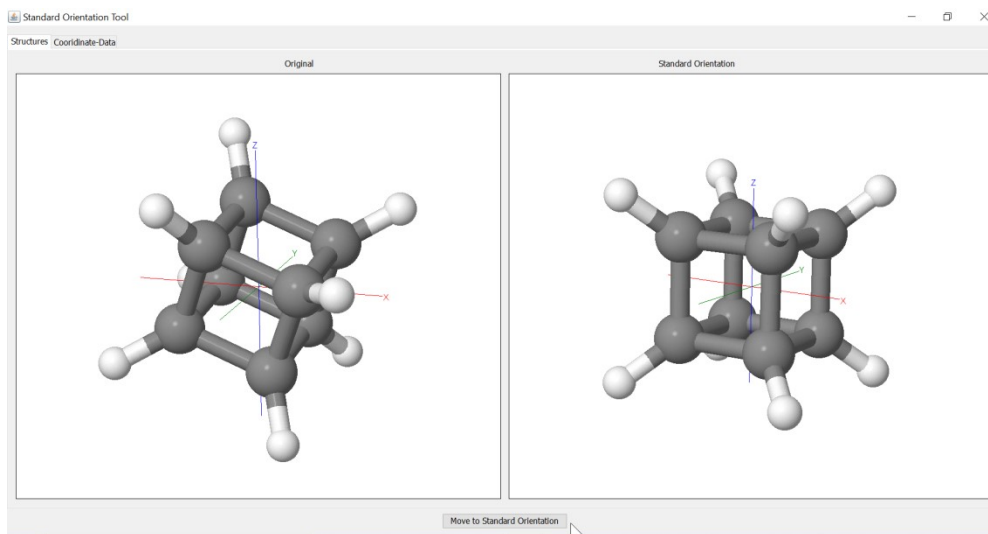 Standard Orientation Tool
Structures Cooridinate-Data
Original
Standard Orientation
Z
Y
X
Z
Y
X
Move to Standard Orientation